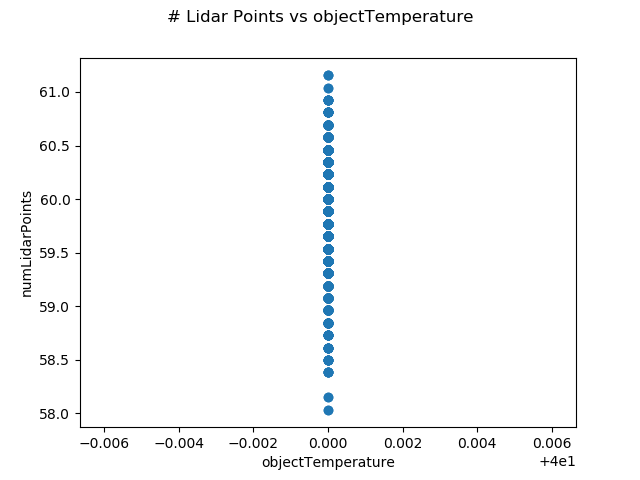 # Lidar Points vs objectTemperature
numLidarPoints
61.0
60.5
60.0
59.5
59.0
58.5
58.0
−0.006 −0.004 −0.002 0.000 0.002 0.004 0.006
objectTemperature
+4e1